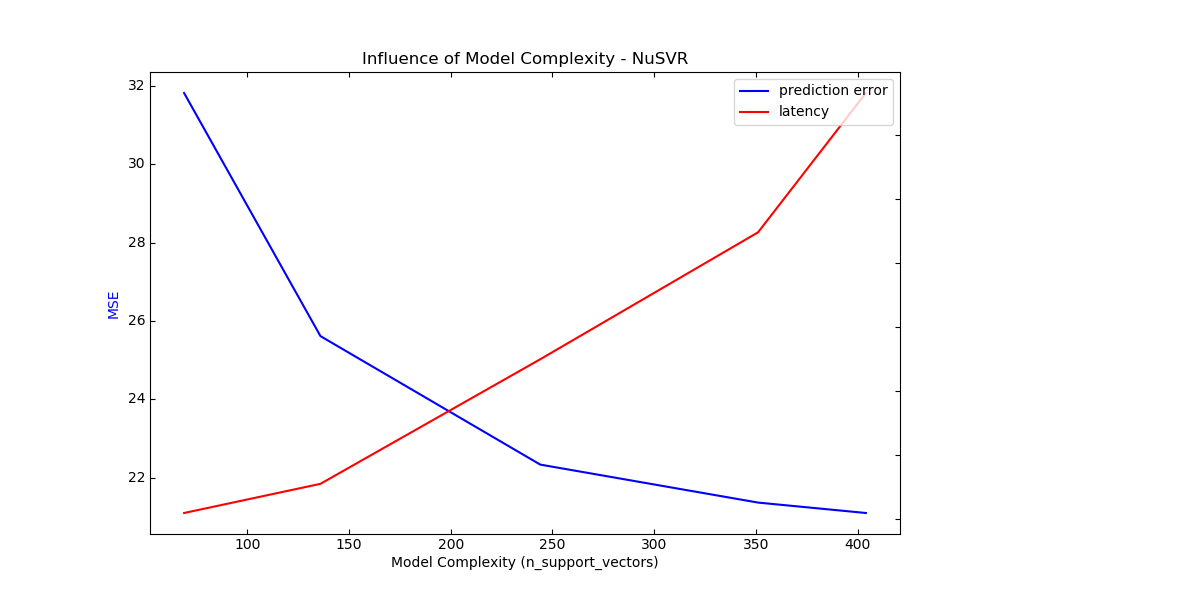 Influence of Model Complexity - NuSVR
prediction error
latency
32
30
28
26
24
22
MSE
100 150 200 250 300 350 400
Model Complexity (n_support_vectors)